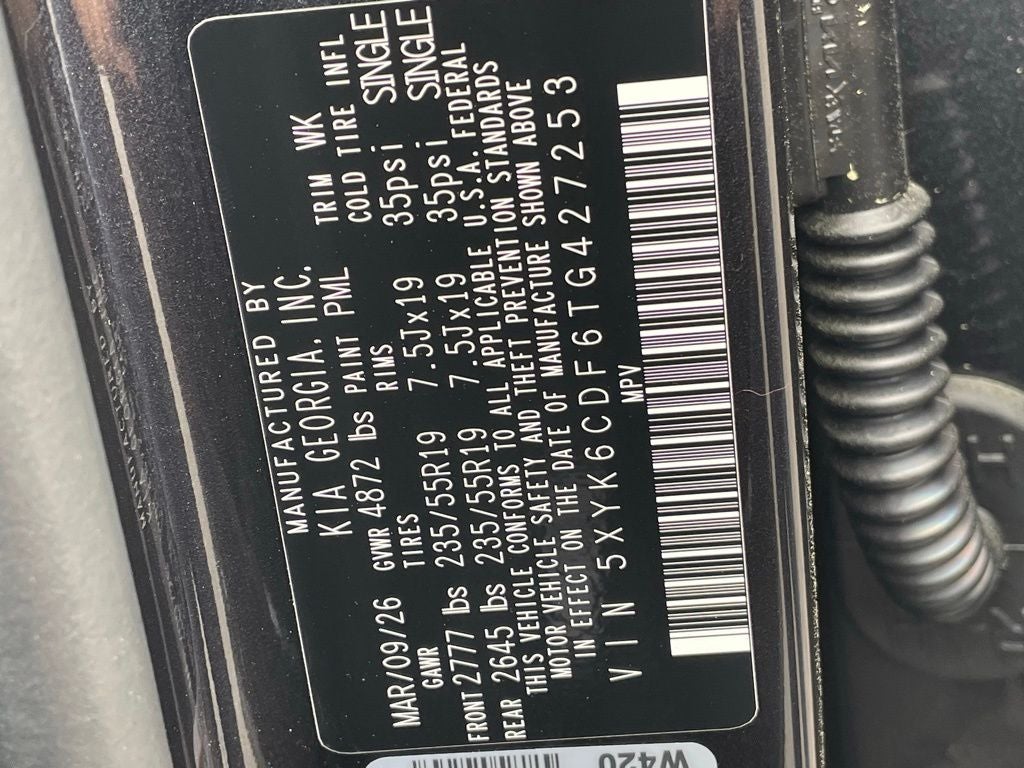 MANUFACTURED BY
KIA GEORGIA, INC.
MAR/09/26 GVWR 4872 lbs PAINT PML TRIM WK
GAWR TIRES RIMS COLD TIRE INFL
FRONT 2777 lbs 235/55R19 7.5Jx19 35psi SINGLE
REAR 2645 lbs 235/55R19 7.5Jx19 35psi SINGLE
THIS VEHICLE CONFORMS TO ALL APPLICABLE U.S.A. FEDERAL
MOTOR VEHICLE SAFETY AND THEFT PREVENTION STANDARDS
IN EFFECT ON THE DATE OF MANUFACTURE SHOWN ABOVE
VIN 5XYK6CDF6TG427253
MPV
W420